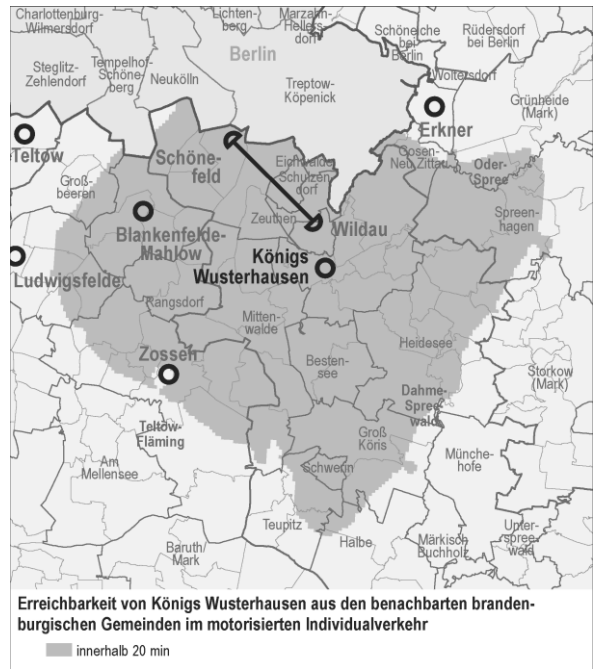 Charlottenburg-
Wilmersdorf
Lichten-
berg
Marzahn-
Hellers-
dorf
Schöneiche
bei
Berlin
Rüdersdorf
bei Berlin
Steglitz-
Zehlendorf
Tempelhof-
Schöne-
berg
Neukölln
Berlin
Treptow-
Köpenick
Woltersdorf
Grünheide
(Mark)
Erkner
Teltow
Schöne-
feld
Eichwalde
Schulzen-
dorf
Gosen-
Neu Zittau
Oder-
Spree
Groß-
beeren
Zeuthen
Wildau
Spreen-
hagen
Blankenfelde-
Mahlow
Königs
Wusterhausen
Ludwigsfelde
Rangsdorf
Mitten-
walde
Heidesee
Zossen
Besten-
see
Storkow
(Mark)
Dahme-
Spree-
wald
Teltow-
Fläming
Groß
Köris
Am
Mellensee
Schwerin
Münche-
hofe
Teupitz
Halbe
Märkisch
Buchholz
Unter-
spree-
wald
Baruth/
Mark
Erreichbarkeit von Königs Wusterhausen aus den benachbarten branden-
burgischen Gemeinden im motorisierten Individualverkehr
innerhalb 20 min